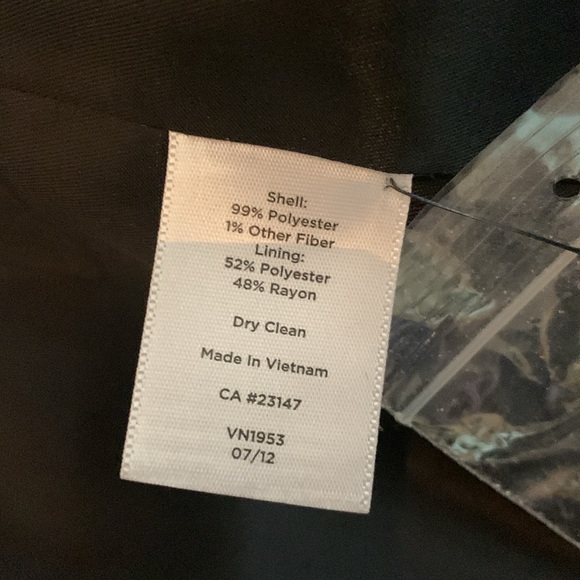 Shell:
99% Polyester
1% Other Fiber
Lining:
52% Polyester
48% Rayon
Dry Clean
Made In Vietnam
CA #23147
VN1953
07/12